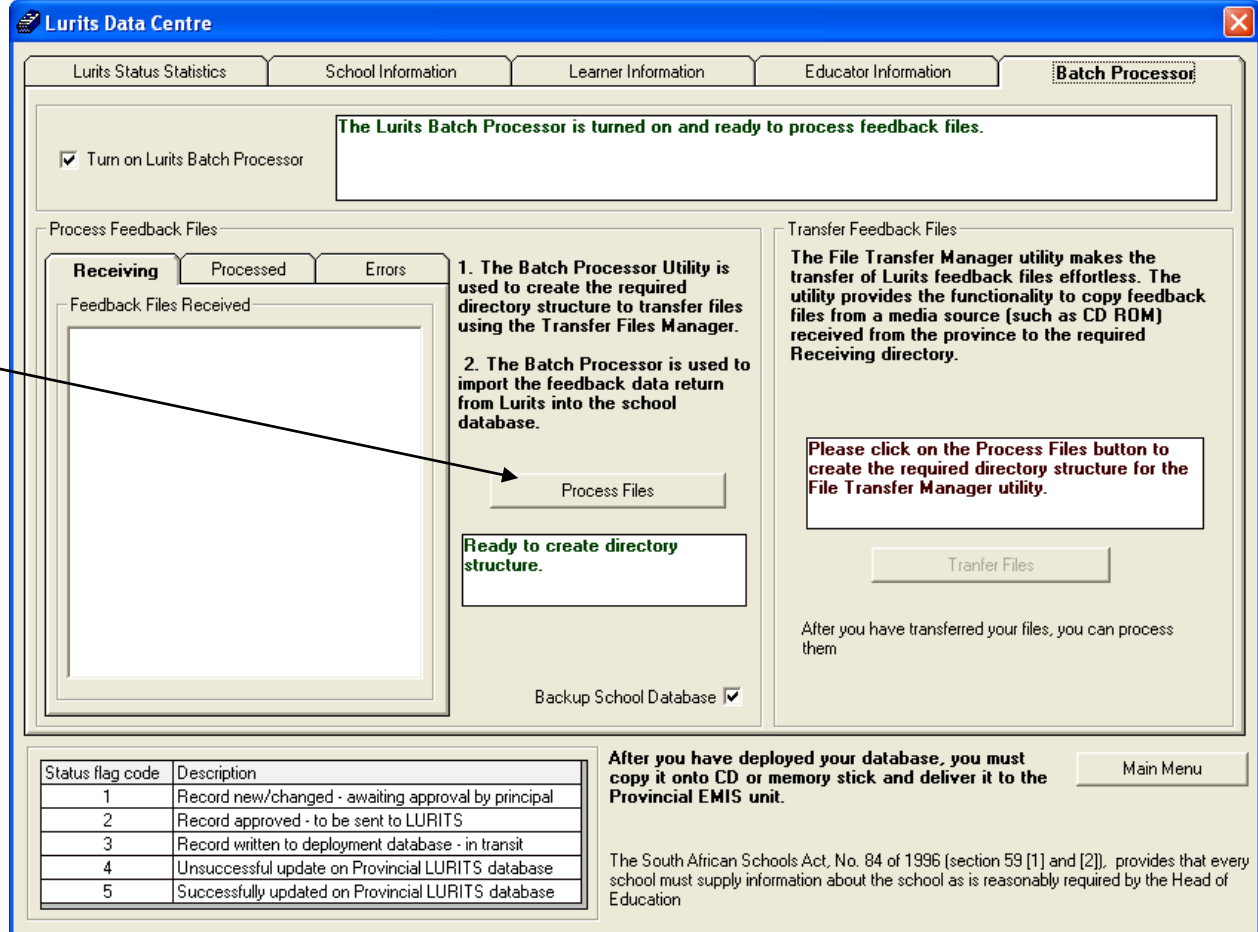 Lurits Data Centre
Lurits Status Statistics
School Information
Learner Information
Educator Information
Batch Processor
Turn on Lurits Batch Processor
The Lurits Batch Processor is turned on and ready to process feedback files.
Process Feedback Files
Receiving
Processed
Errors
Feedback Files Received
1. The Batch Processor Utility is
used to create the required
directory structure to transfer files
using the Transfer Files Manager.
2. The Batch Processor is used to
import the feedback data return
from Lurits into the school
database.
Process Files
Ready to create directory
structure.
Backup School Database
Transfer Feedback Files
The File Transfer Manager utility makes the
transfer of Lurits feedback files effortless. The
utility provides the functionality to copy feedback
files from a media source (such as CD ROM)
received from the province to the required
Receiving directory.
Please click on the Process Files button to
create the required directory structure for the
File Transfer Manager utility.
Tranfer Files
After you have transferred your files, you can process
them
Status flag code Description
1 Record new/changed - awaiting approval by principal
2 Record approved - to be sent to LURITS
3 Record written to deployment database - in transit
4 Unsuccessful update on Provincial LURITS database
5 Successfully updated on Provincial LURITS database
After you have deployed your database, you must
copy it onto CD or memory stick and deliver it to the
Provincial EMIS unit.
Main Menu
The South African Schools Act, No. 84 of 1996 (section 59 [1] and [2]), provides that every
school must supply information about the school as is reasonably required by the Head of
Education